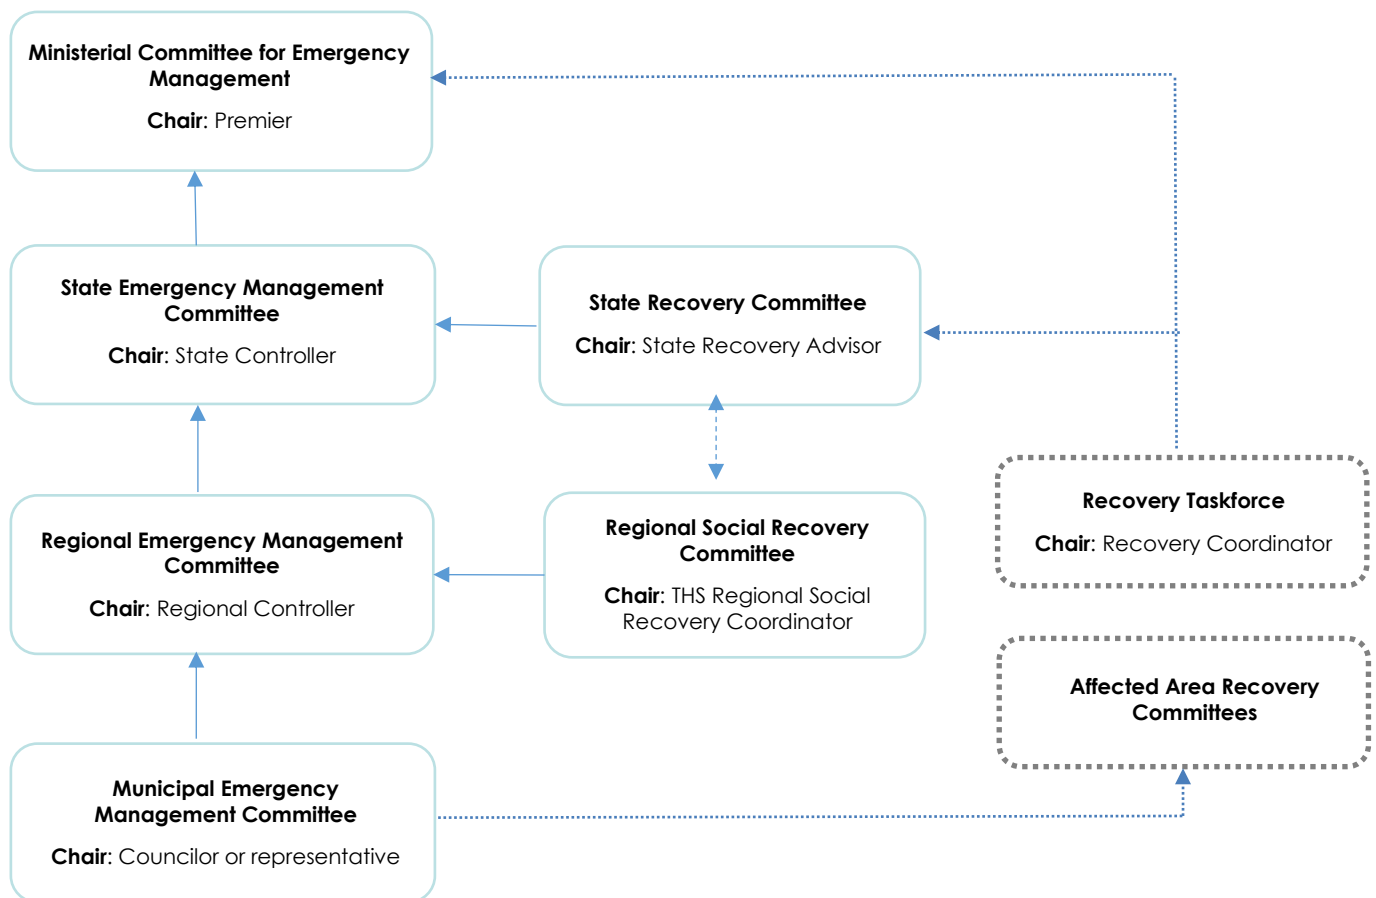 Ministerial Committee for Emergency
Management
Chair: Premier
State Emergency Management
Committee
Chair: State Controller
State Recovery Committee
Chair: State Recovery Advisor
Regional Emergency Management
Committee
Chair: Regional Controller
Regional Social Recovery
Committee
Chair: THS Regional Social
Recovery Coordinator
Recovery Taskforce
Chair: Recovery Coordinator
Affected Area Recovery
Committees
Municipal Emergency
Management Committee
Chair: Councilor or representative